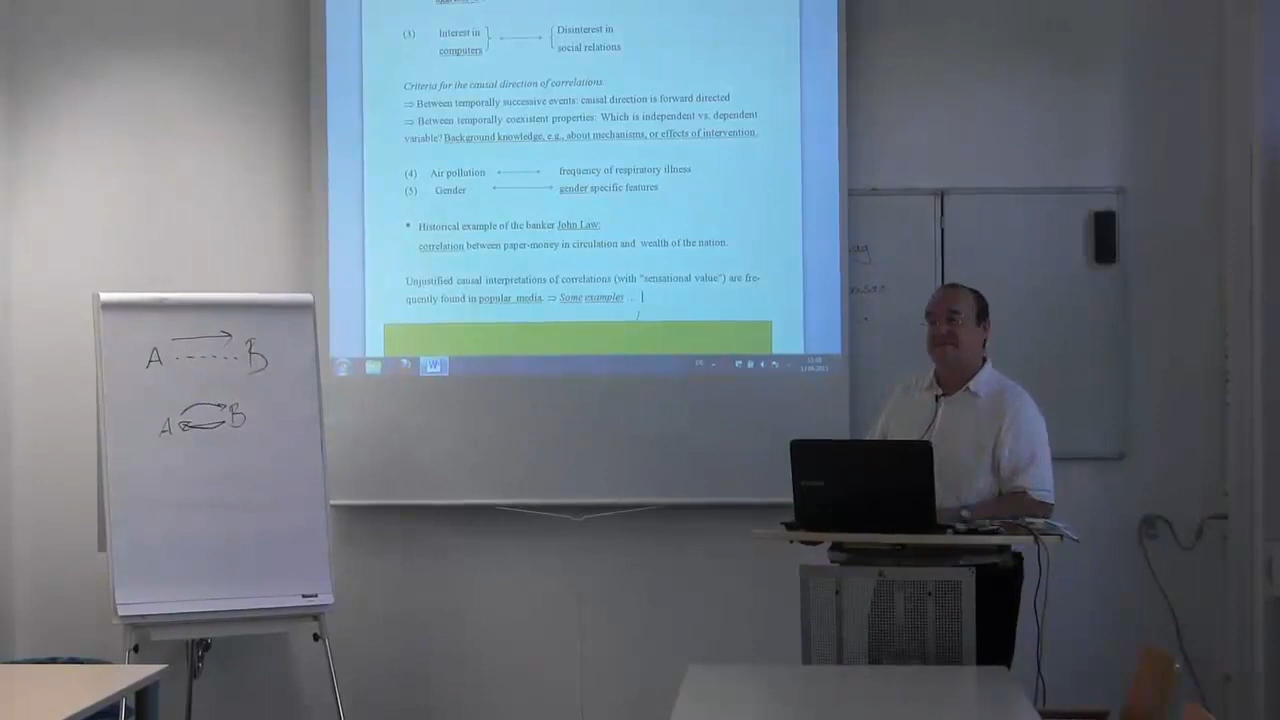 (3) Interest in Disinterest in
computers social relations
Criteria for the causal direction of correlations
⇒ Between temporally successive events: causal direction is forward directed
⇒ Between temporally coexistent properties: Which is independent vs. dependent
variable? Background knowledge, e.g., about mechanisms, or effects of intervention.
(4) Air pollution frequency of respiratory illness
(5) Gender gender specific features
* Historical example of the banker John Law:
correlation between paper-money in circulation and wealth of the nation.
Unjustified causal interpretations of correlations (with "sensational value") are fre-
quently found in popular media. ⇒ Some examples ...
W
A B
A B